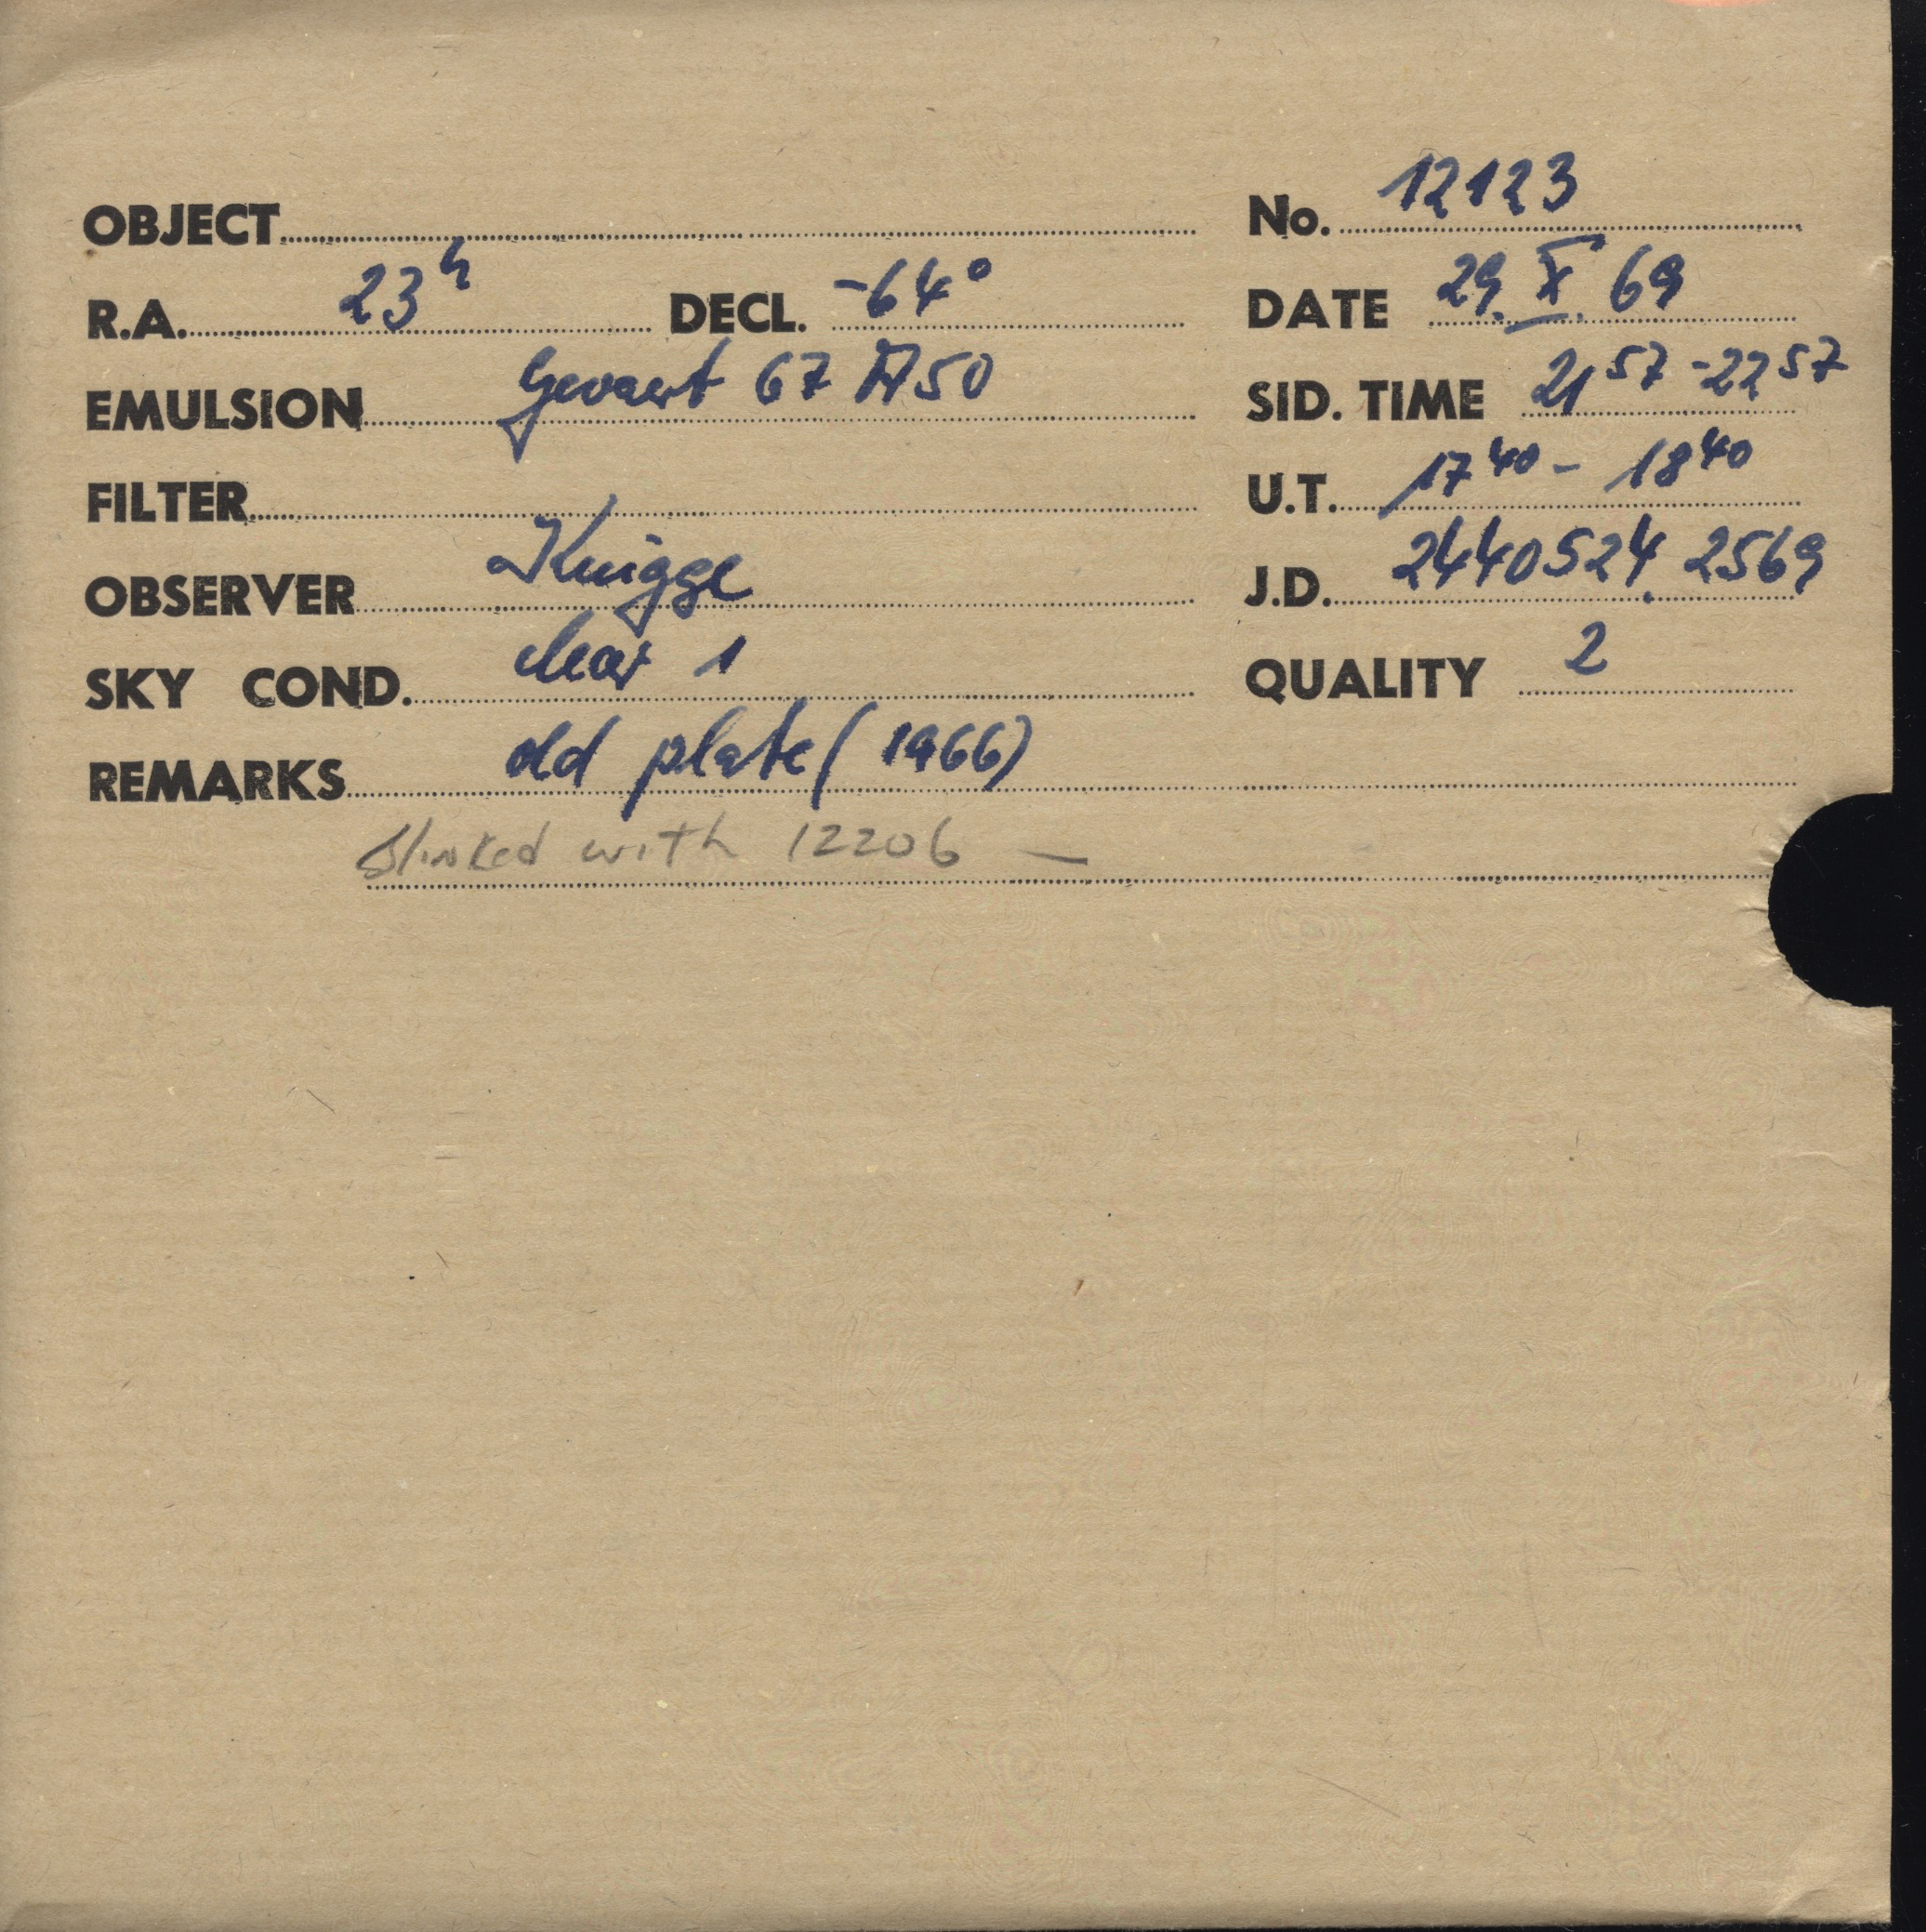 OBJECT
No. 12123
R.A. 23h DECL. -64°
DATE 29. X. 69
EMULSION Gevaert 67 A50
SID. TIME 21 57 - 22 57
FILTER
U.T. 17 40 - 18 40
OBSERVER Knigge
J.D. 2440524.2569
SKY COND. clear 1
QUALITY 2
REMARKS old plate (1966)
Blinked with 12206 —